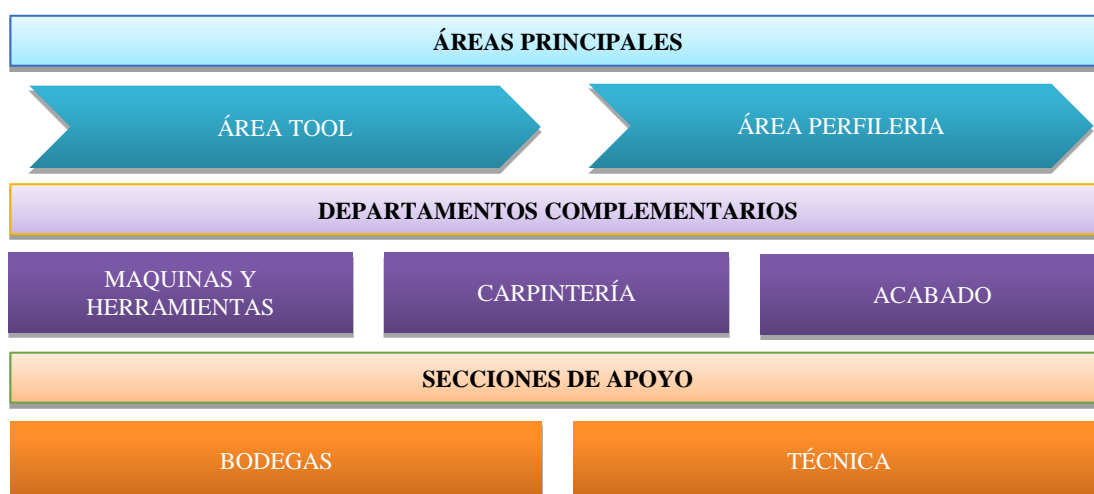 ÁREAS PRINCIPALES
ÁREA TOOL
ÁREA PERFILERIA
DEPARTAMENTOS COMPLEMENTARIOS
MAQUINAS Y
HERRAMIENTAS
CARPINTERÍA
ACABADO
SECCIONES DE APOYO
BODEGAS
TÉCNICA